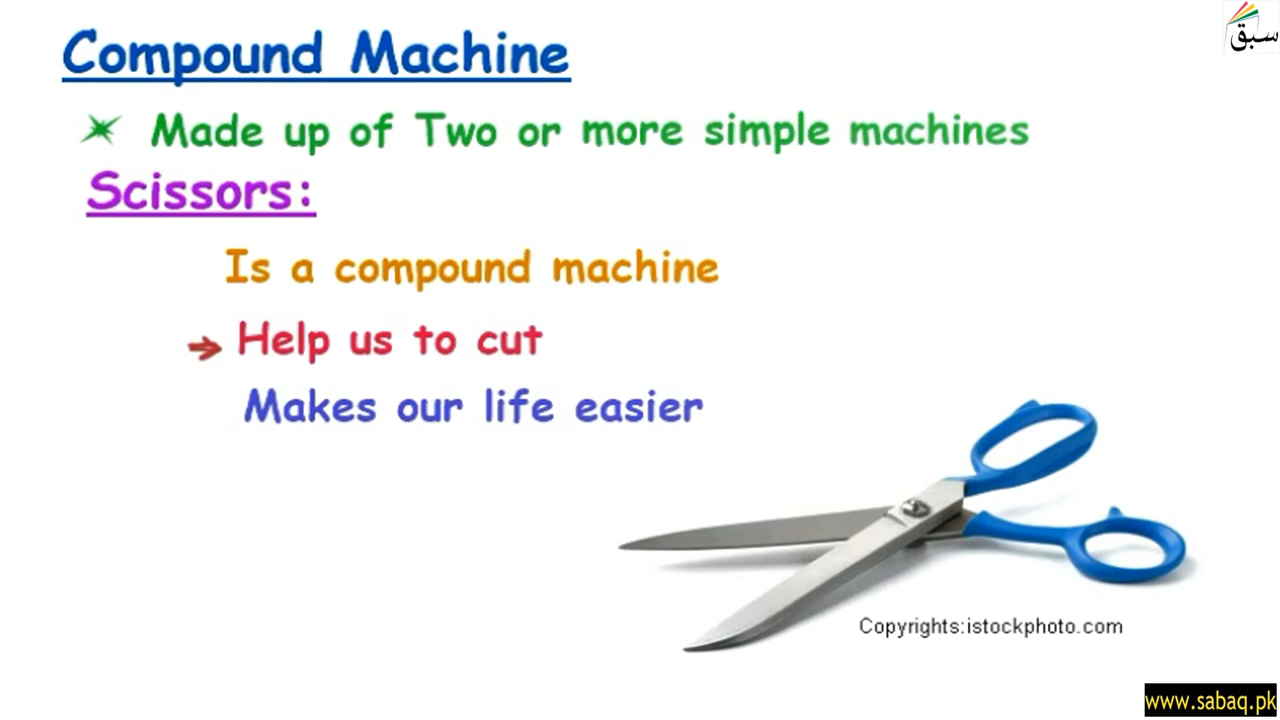 سبق
Compound Machine
Made up of Two or more simple machines
Scissors:
Is a compound machine
Help us to cut
Makes our life easier
Copyrights:istockphoto.com
www.sabaq.pk